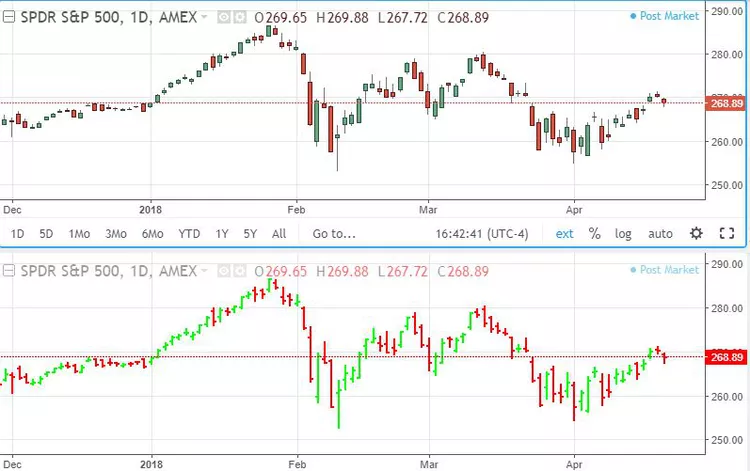 SPDR S&P 500, 1D, AMEX O269.65 H269.88 L267.72 C268.89
Post Market
290.00
280.00
270.00
268.89
260.00
250.00
Dec 2018 Feb Mar Apr
1D 5D 1Mo 3Mo 6Mo YTD 1Y 5Y All Go to... 16:42:41 (UTC-4) ext % log auto
SPDR S&P 500, 1D, AMEX O269.65 H269.88 L267.72 C268.89
Post Market
290.00
280.00
268.89
260.00
250.00
Dec 2018 Feb Mar Apr